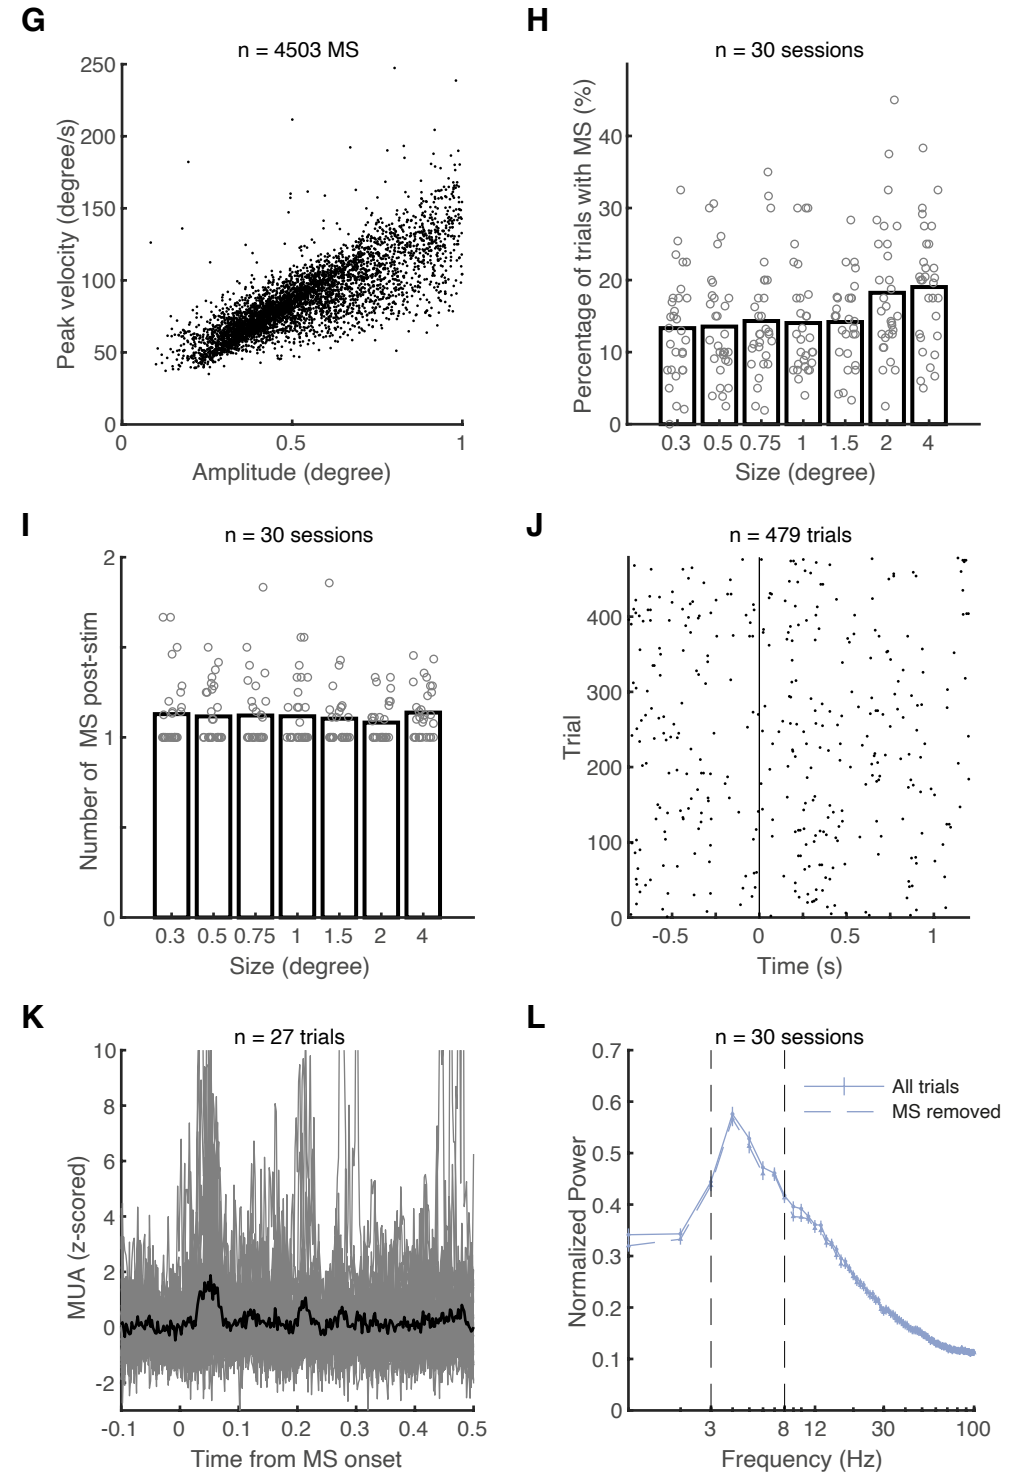 G
n = 4503 MS
250
200
150
100
50
0
Peak velocity (degree/s)
0 0.5 1
Amplitude (degree)
H
n = 30 sessions
40
30
20
10
0
Percentage of trials with MS (%)
0.3 0.5 0.75 1 1.5 2 4
Size (degree)
I
n = 30 sessions
2
1
0
Number of MS post-stim
0.3 0.5 0.75 1 1.5 2 4
Size (degree)
J
n = 479 trials
400
300
200
100
0
Trial
-0.5 0 0.5 1
Time (s)
K
n = 27 trials
10
8
6
4
2
0
-2
MUA (z-scored)
-0.1 0 0.1 0.2 0.3 0.4 0.5
Time from MS onset
L
n = 30 sessions
0.7
0.6
0.5
0.4
0.3
0.2
0.1
0
Normalized Power
All trials
MS removed
3 8 12 30 100
Frequency (Hz)